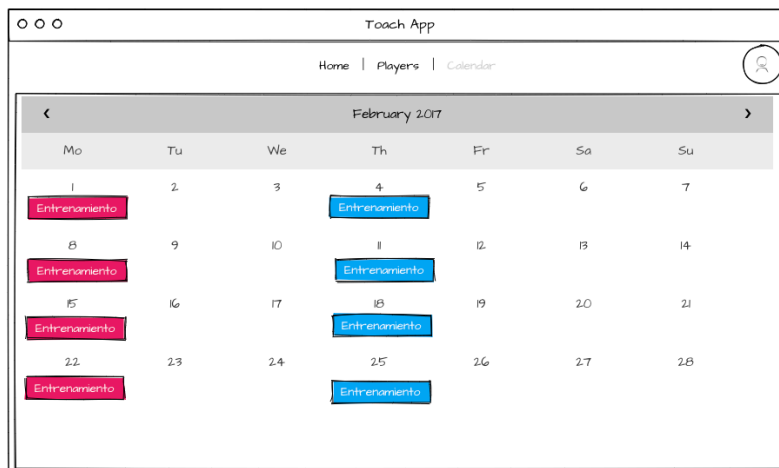 Toach App
Home | Players | Calendar
February 2017
Mo Tu We Th Fr Sa Su
1 2 3 4 5 6 7
Entrenamiento Entrenamiento
8 9 10 11 12 13 14
Entrenamiento Entrenamiento
15 16 17 18 19 20 21
Entrenamiento Entrenamiento
22 23 24 25 26 27 28
Entrenamiento Entrenamiento